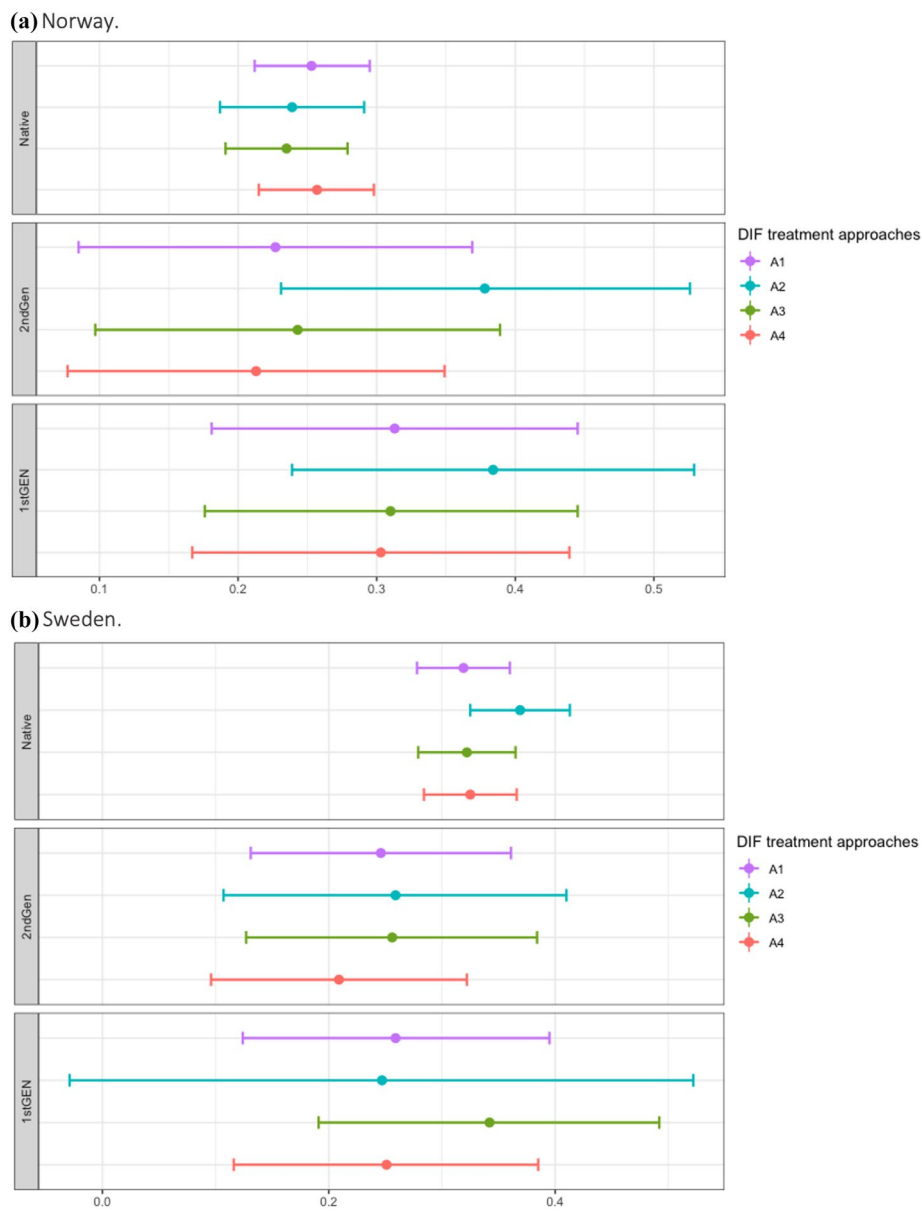 (a) Norway.
Native
2ndGen
1stGEN
DIF treatment approaches
A1
A2
A3
A4
0.1 0.2 0.3 0.4 0.5
(b) Sweden.
Native
2ndGen
1stGEN
DIF treatment approaches
A1
A2
A3
A4
0.0 0.2 0.4